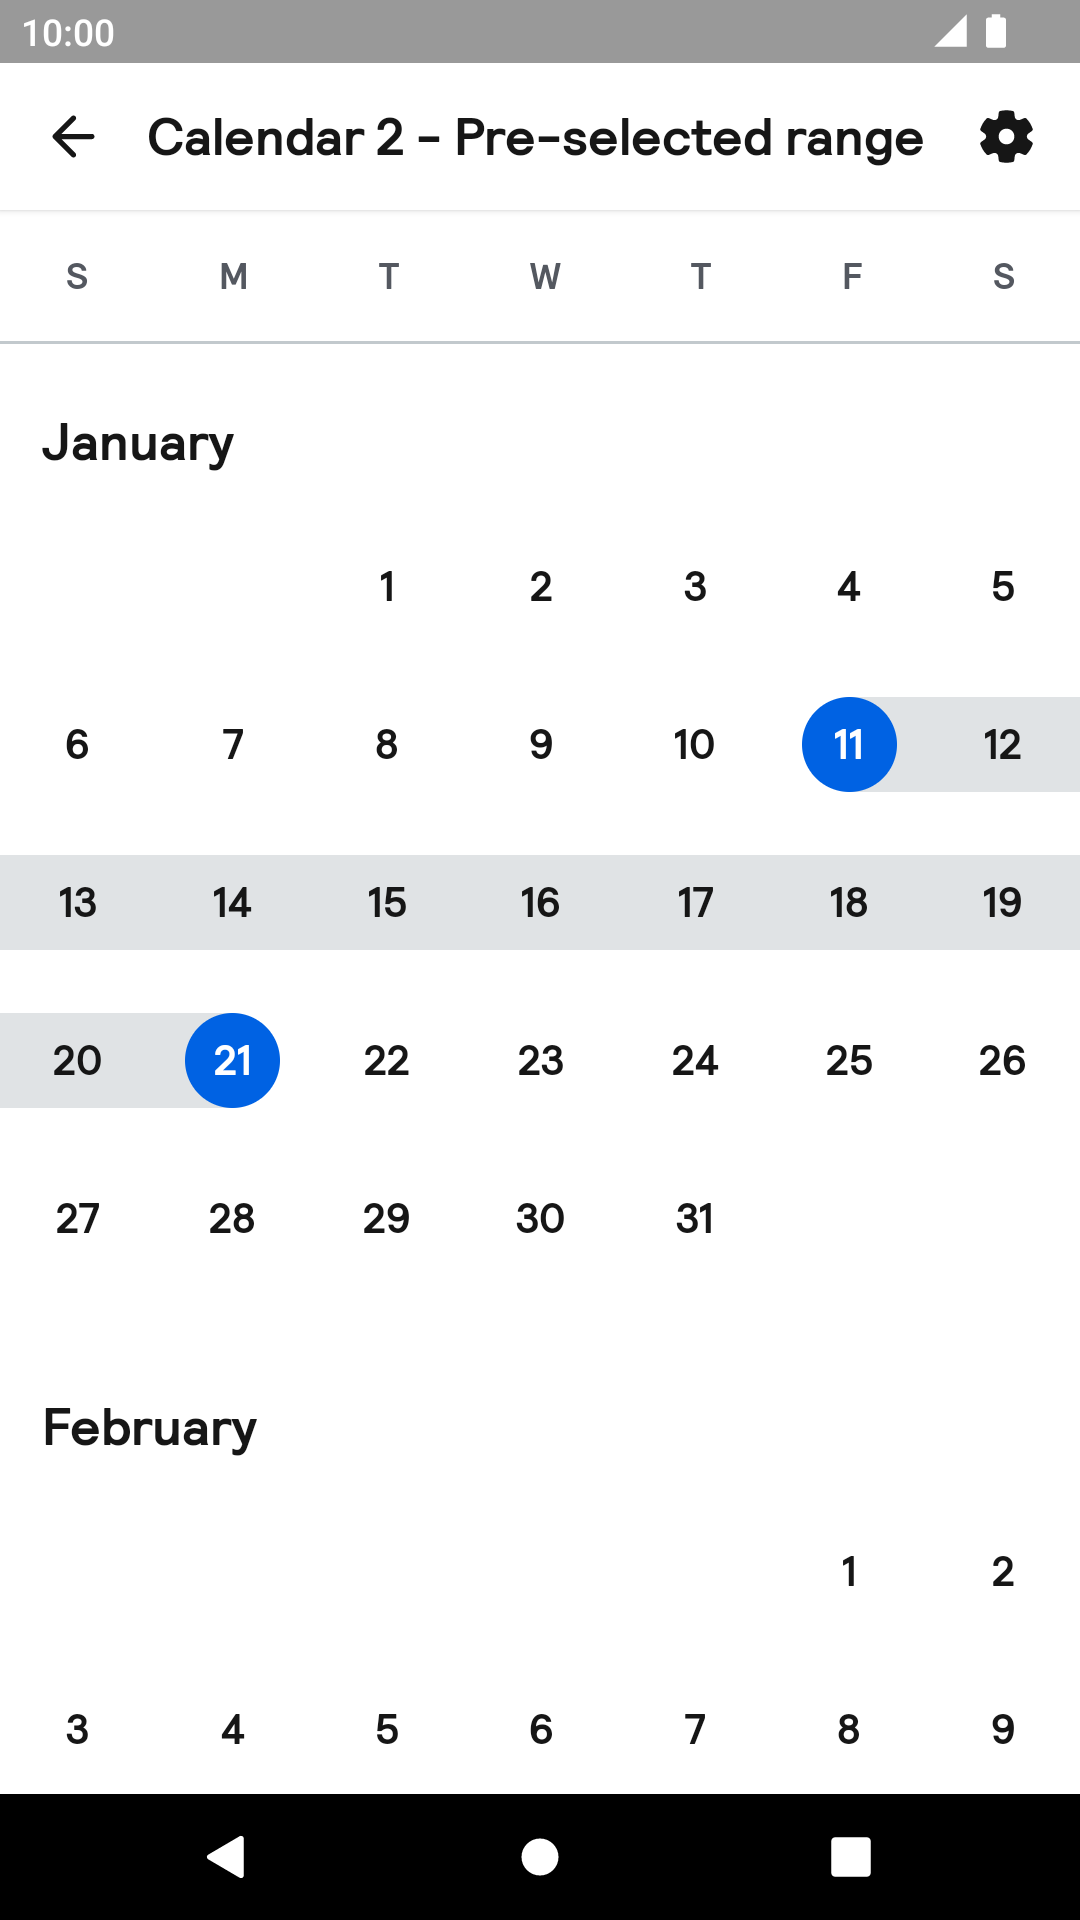 10:00
Calendar 2 - Pre-selected range
S M T W T F S
January
1 2 3 4 5
6 7 8 9 10 11 12
13 14 15 16 17 18 19
20 21 22 23 24 25 26
27 28 29 30 31
February
1 2
3 4 5 6 7 8 9